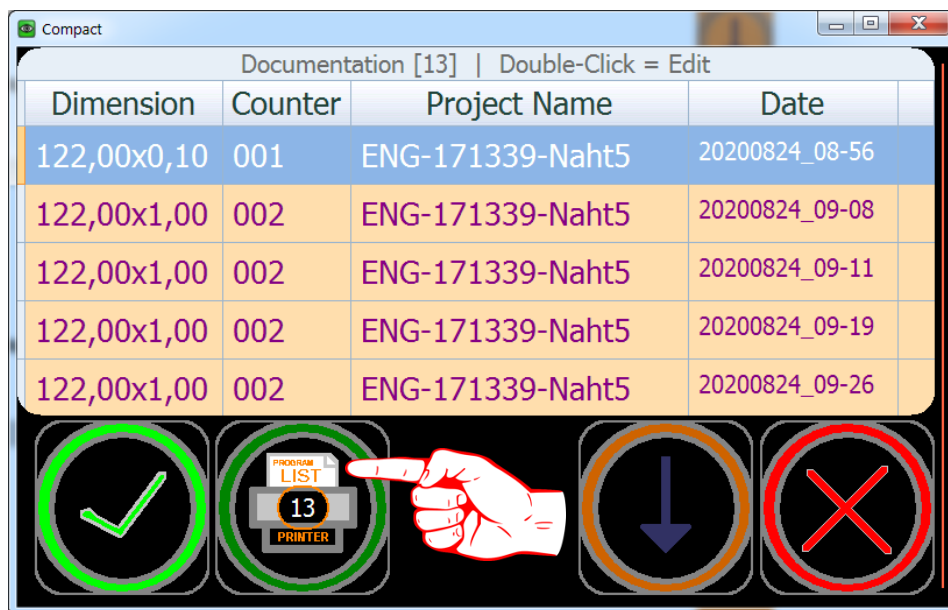 Compact
Documentation [13] | Double-Click = Edit
Dimension Counter Project Name Date
122,00x0,10 001 ENG-171339-Naht5 20200824_08-56
122,00x1,00 002 ENG-171339-Naht5 20200824_09-08
122,00x1,00 002 ENG-171339-Naht5 20200824_09-11
122,00x1,00 002 ENG-171339-Naht5 20200824_09-19
122,00x1,00 002 ENG-171339-Naht5 20200824_09-26
PROGRAM
LIST
13
PRINTER